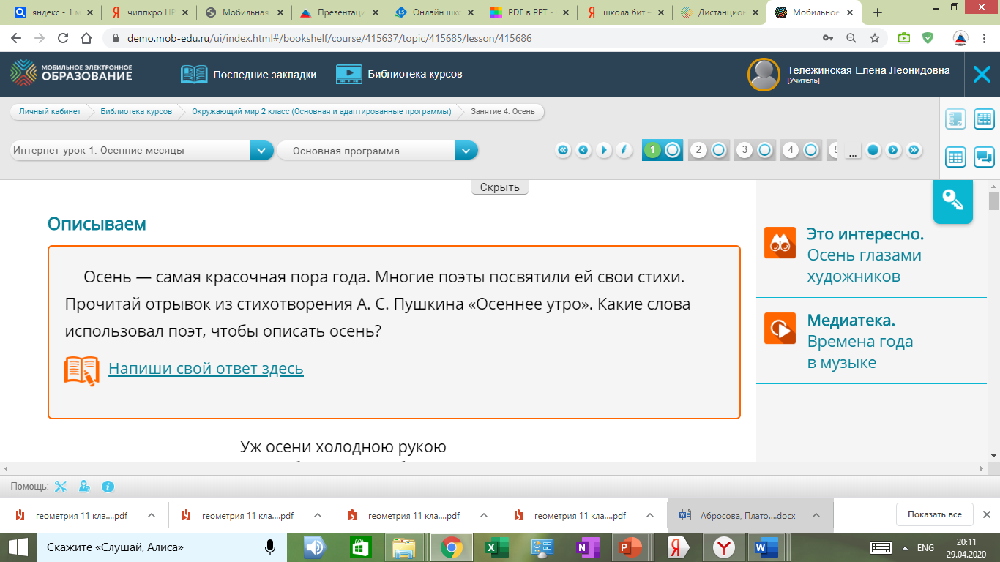 яндекс - 1 м
чиппкро НР
Мобильная
Презентаци
Онлайн шко
PDF в PPT -
школа бит –
Дистанцион
Мобильное
demo.mob-edu.ru/ui/index.html#/bookshelf/course/415637/topic/415685/lesson/415686
МОБИЛЬНОЕ ЭЛЕКТРОННОЕ
ОБРАЗОВАНИЕ
Последние закладки
Библиотека курсов
Тележинская Елена Леонидовна
[Учитель]
Личный кабинет
Библиотека курсов
Окружающий мир 2 класс (Основная и адаптированные программы)
Занятие 4. Осень
Интернет-урок 1. Осенние месяцы
Основная программа
1
2
3
4
5
...
Скрыть
Описываем
Осень — самая красочная пора года. Многие поэты посвятили ей свои стихи.
Прочитай отрывок из стихотворения А. С. Пушкина «Осеннее утро». Какие слова
использовал поэт, чтобы описать осень?
Напиши свой ответ здесь
Уж осени холодною рукою
Это интересно.
Осень глазами
художников
Медиатека.
Времена года
в музыке
Помощь:
геометрия 11 кла....pdf
геометрия 11 кла....pdf
геометрия 11 кла....pdf
геометрия 11 кла....pdf
Абросова, Плато....docx
Показать все
Скажите «Слушай, Алиса»
ENG
20:11
29.04.2020